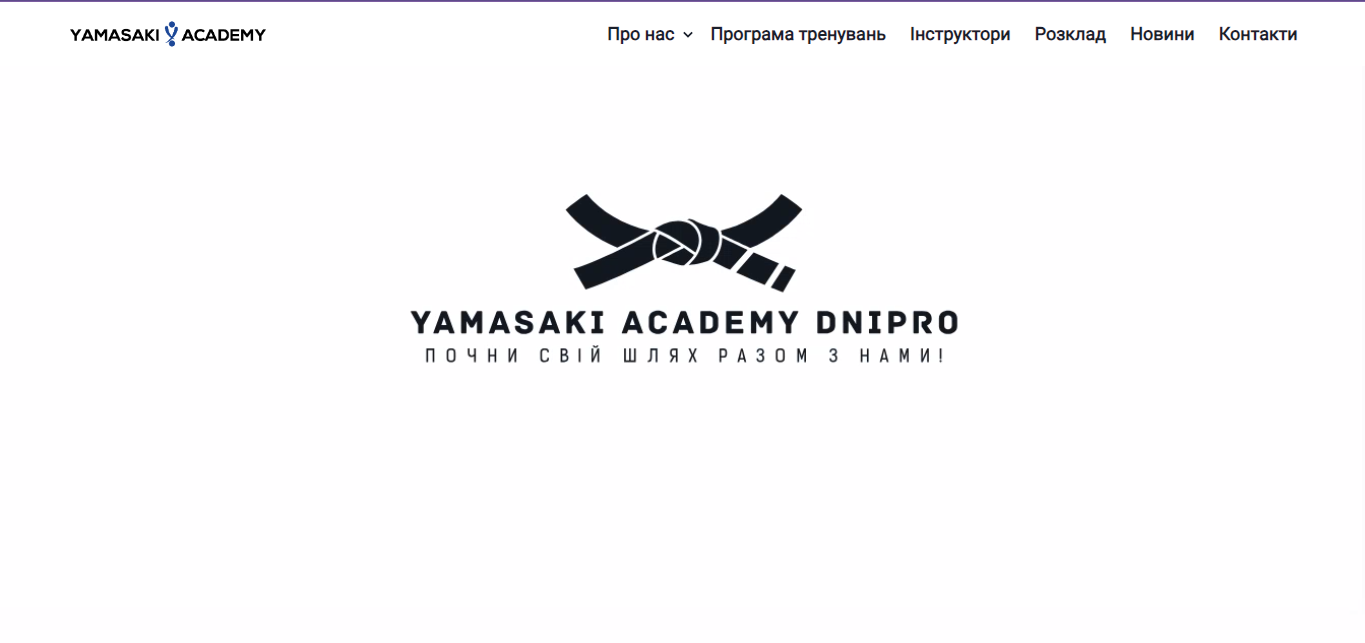 YAMASAKI ACADEMY
Про нас Програма тренувань Інструктори Розклад Новини Контакти
YAMASAKI ACADEMY DNIPRO
ПОЧНИ СВІЙ ШЛЯХ РАЗОМ З НАМИ!